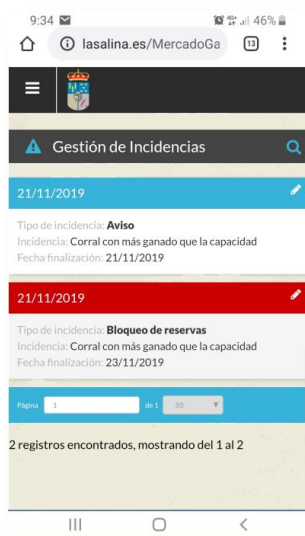 9:34
46%
lasalina.es/MercadoGa
13
Gestión de Incidencias
21/11/2019
Tipo de incidencia: Aviso
Incidencia: Corral con más ganado que la capacidad
Fecha finalización: 21/11/2019
21/11/2019
Tipo de incidencia: Bloqueo de reservas
Incidencia: Corral con más ganado que la capacidad
Fecha finalización: 23/11/2019
Página 1 de 1 50
2 registros encontrados, mostrando del 1 al 2